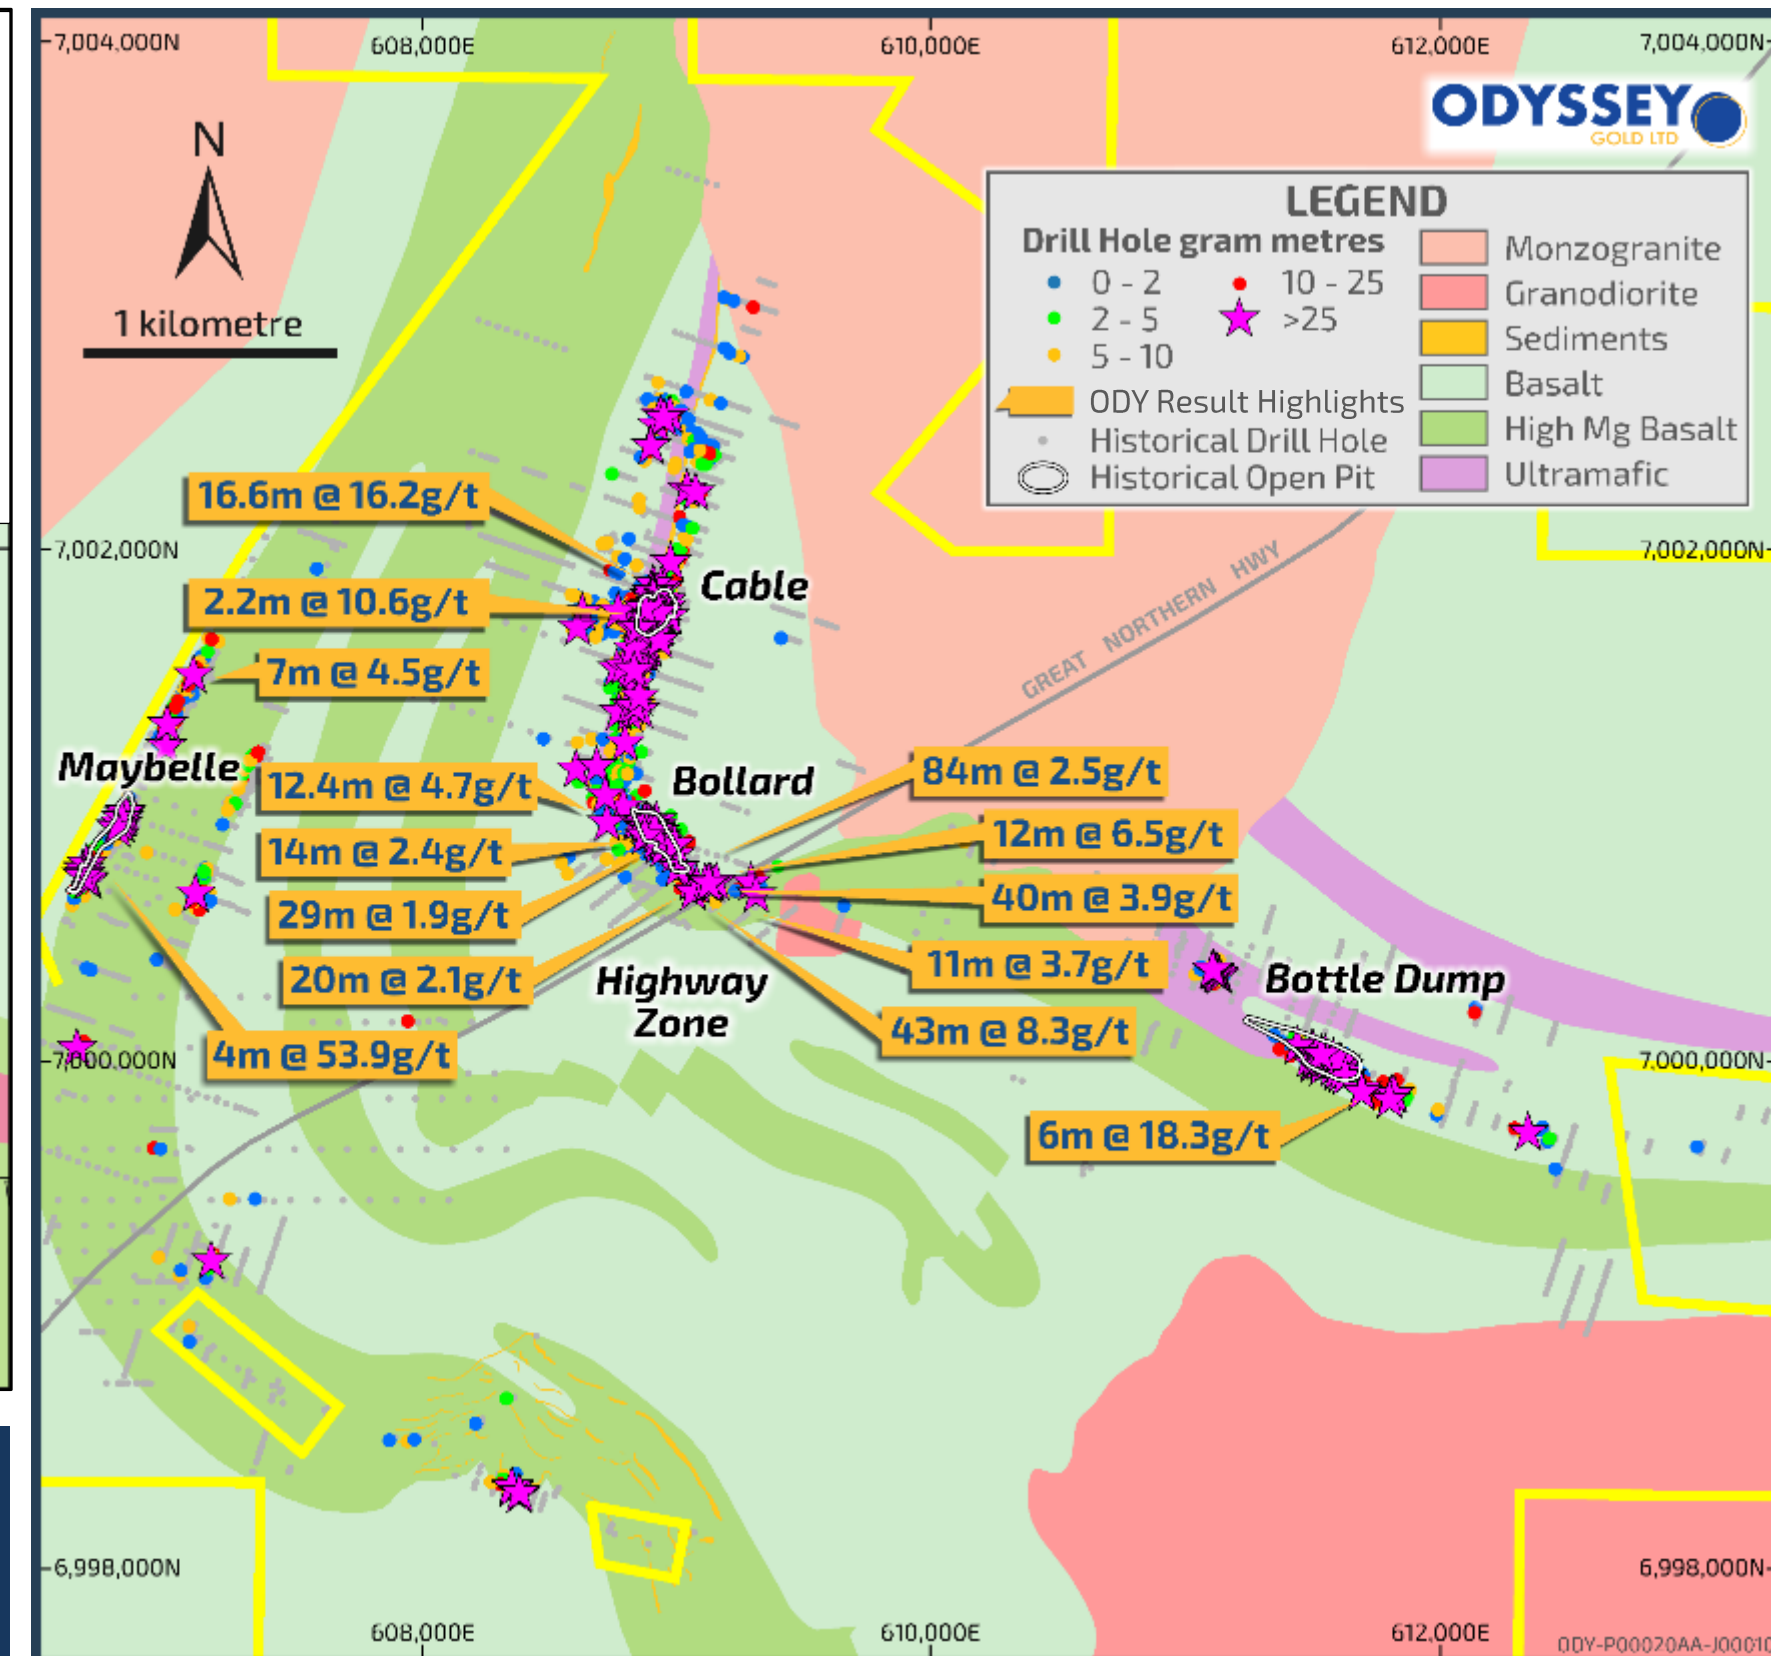 7,004,000N
608,000E
610,000E
612,000E
7,004,000N
ODYSSEY
GOLD LTD
N
1 kilometre
LEGEND
Drill Hole gram metres
0 - 2
2 - 5
5 - 10
10 - 25
>25
ODY Result Highlights
Historical Drill Hole
Historical Open Pit
Monzogranite
Granodiorite
Sediments
Basalt
High Mg Basalt
Ultramafic
16.6m @ 16.2g/t
7,002,000N
7,002,000N
GREAT NORTHERN HWY
Cable
2.2m @ 10.6g/t
7m @ 4.5g/t
Maybelle
12.4m @ 4.7g/t
Bollard
84m @ 2.5g/t
14m @ 2.4g/t
12m @ 6.5g/t
29m @ 1.9g/t
40m @ 3.9g/t
20m @ 2.1g/t
Highway
Zone
11m @ 3.7g/t
Bottle Dump
43m @ 8.3g/t
4m @ 53.9g/t
7,000,000N
7,000,000N
6m @ 18.3g/t
6,998,000N
6,998,000N
608,000E
610,000E
612,000E
ODY-P00020AA-J00010